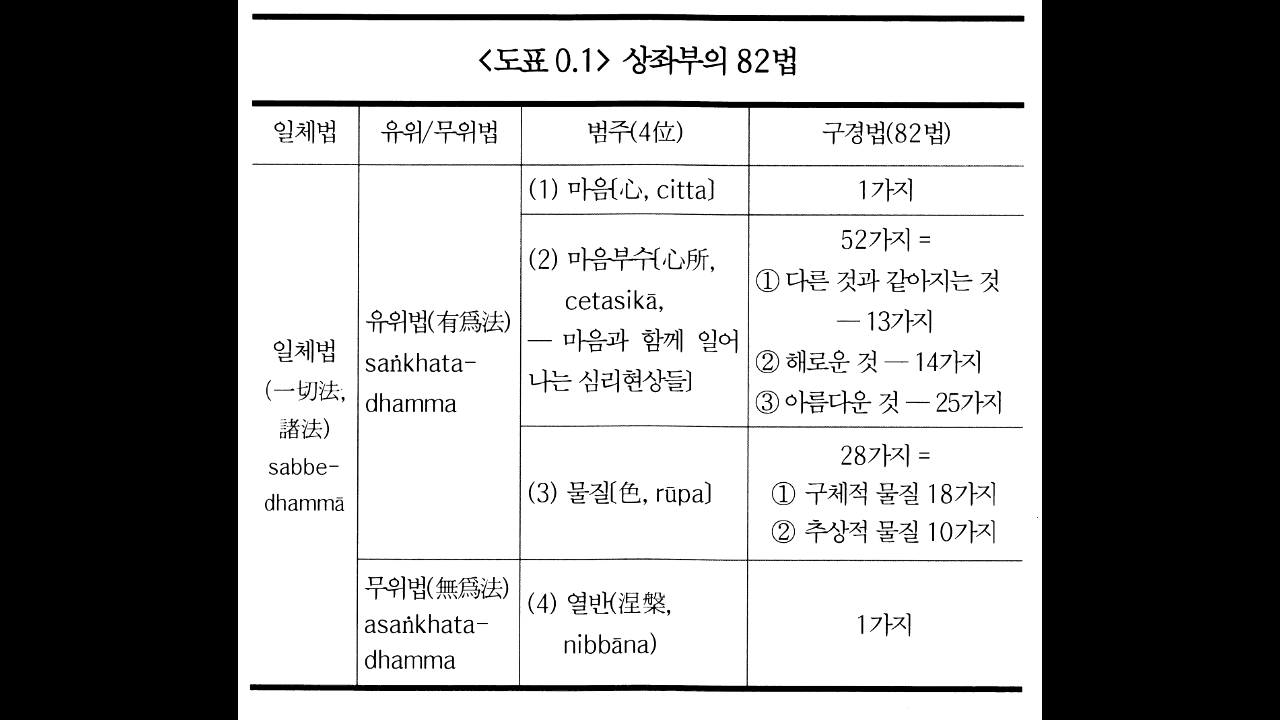 <도표 0.1> 상좌부의 82법
일체법
유위/무위법
범주(4位)
구경법(82법)
일체법
(一切法,
諸法)
sabbe-
dhammā
유위법(有爲法)
saṅkhata-
dhamma
(1) 마음[心, citta]
1가지
(2) 마음부수[心所,
cetasikā,
― 마음과 함께 일어
나는 심리현상들]
52가지 =
① 다른 것과 같아지는 것
― 13가지
② 해로운 것 ― 14가지
③ 아름다운 것 ― 25가지
(3) 물질[色, rūpa]
28가지 =
① 구체적 물질 18가지
② 추상적 물질 10가지
무위법(無爲法)
asaṅkhata-
dhamma
(4) 열반(涅槃,
nibbāna)
1가지